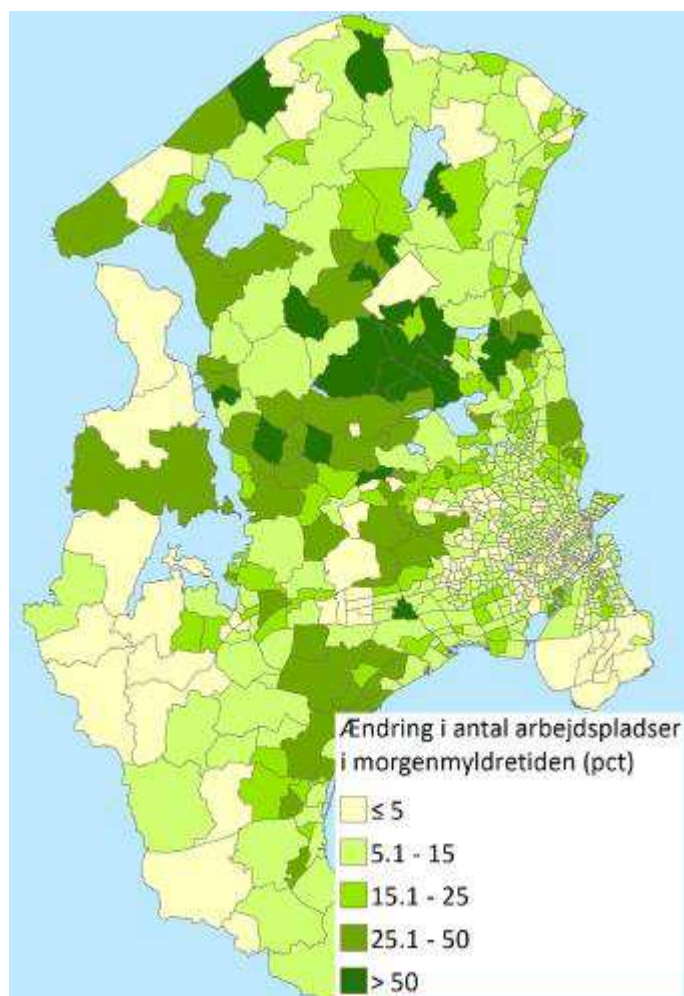 Ændring i antal arbejdspladser
i morgenmyldretiden (pct)
≤ 5
5.1 - 15
15.1 - 25
25.1 - 50
> 50